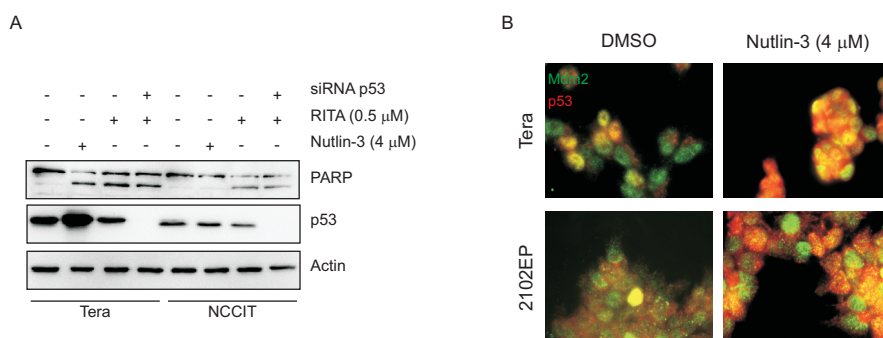 A
- - - + - - - + siRNA p53
- - + + - - + + RITA (0.5 μM)
- + - - - + - - Nutlin-3 (4 μM)
PARP
p53
Actin
Tera NCCIT
B
DMSO Nutlin-3 (4 μM)
Tera
Mdm2
p53
2102EP